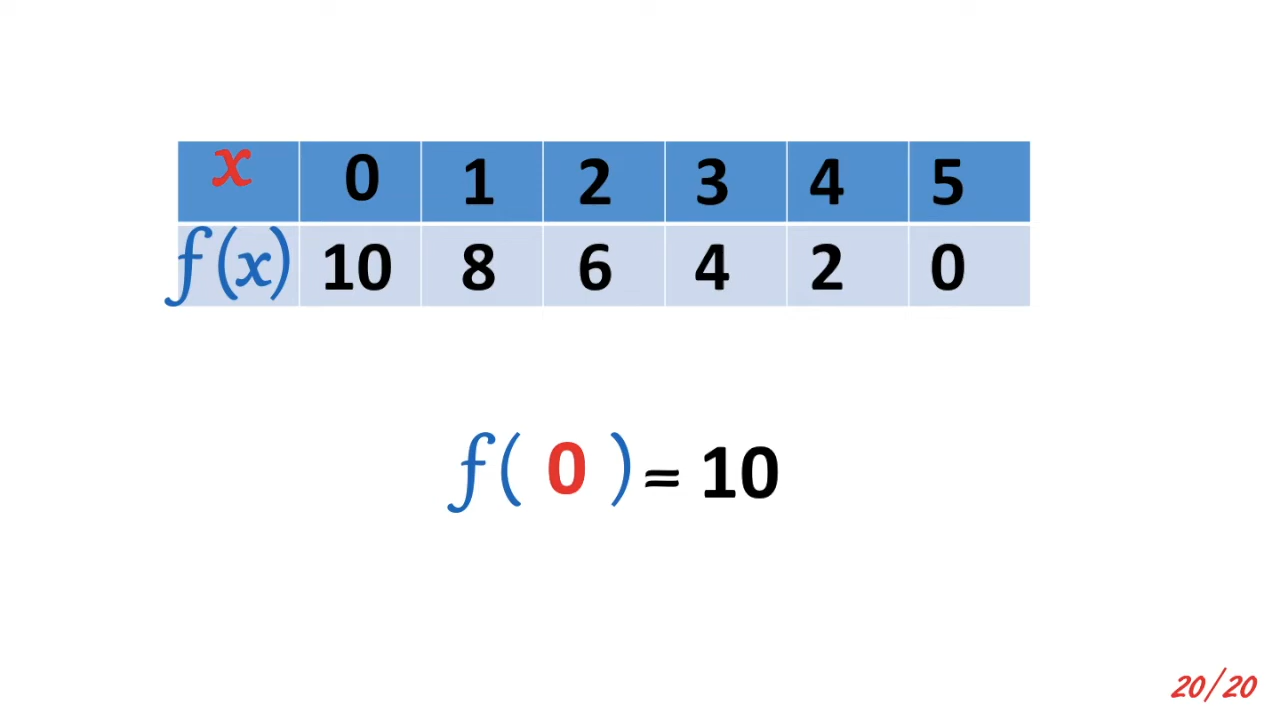 x 0 1 2 3 4 5
f(x) 10 8 6 4 2 0
f( 0 ) = 10
20/20